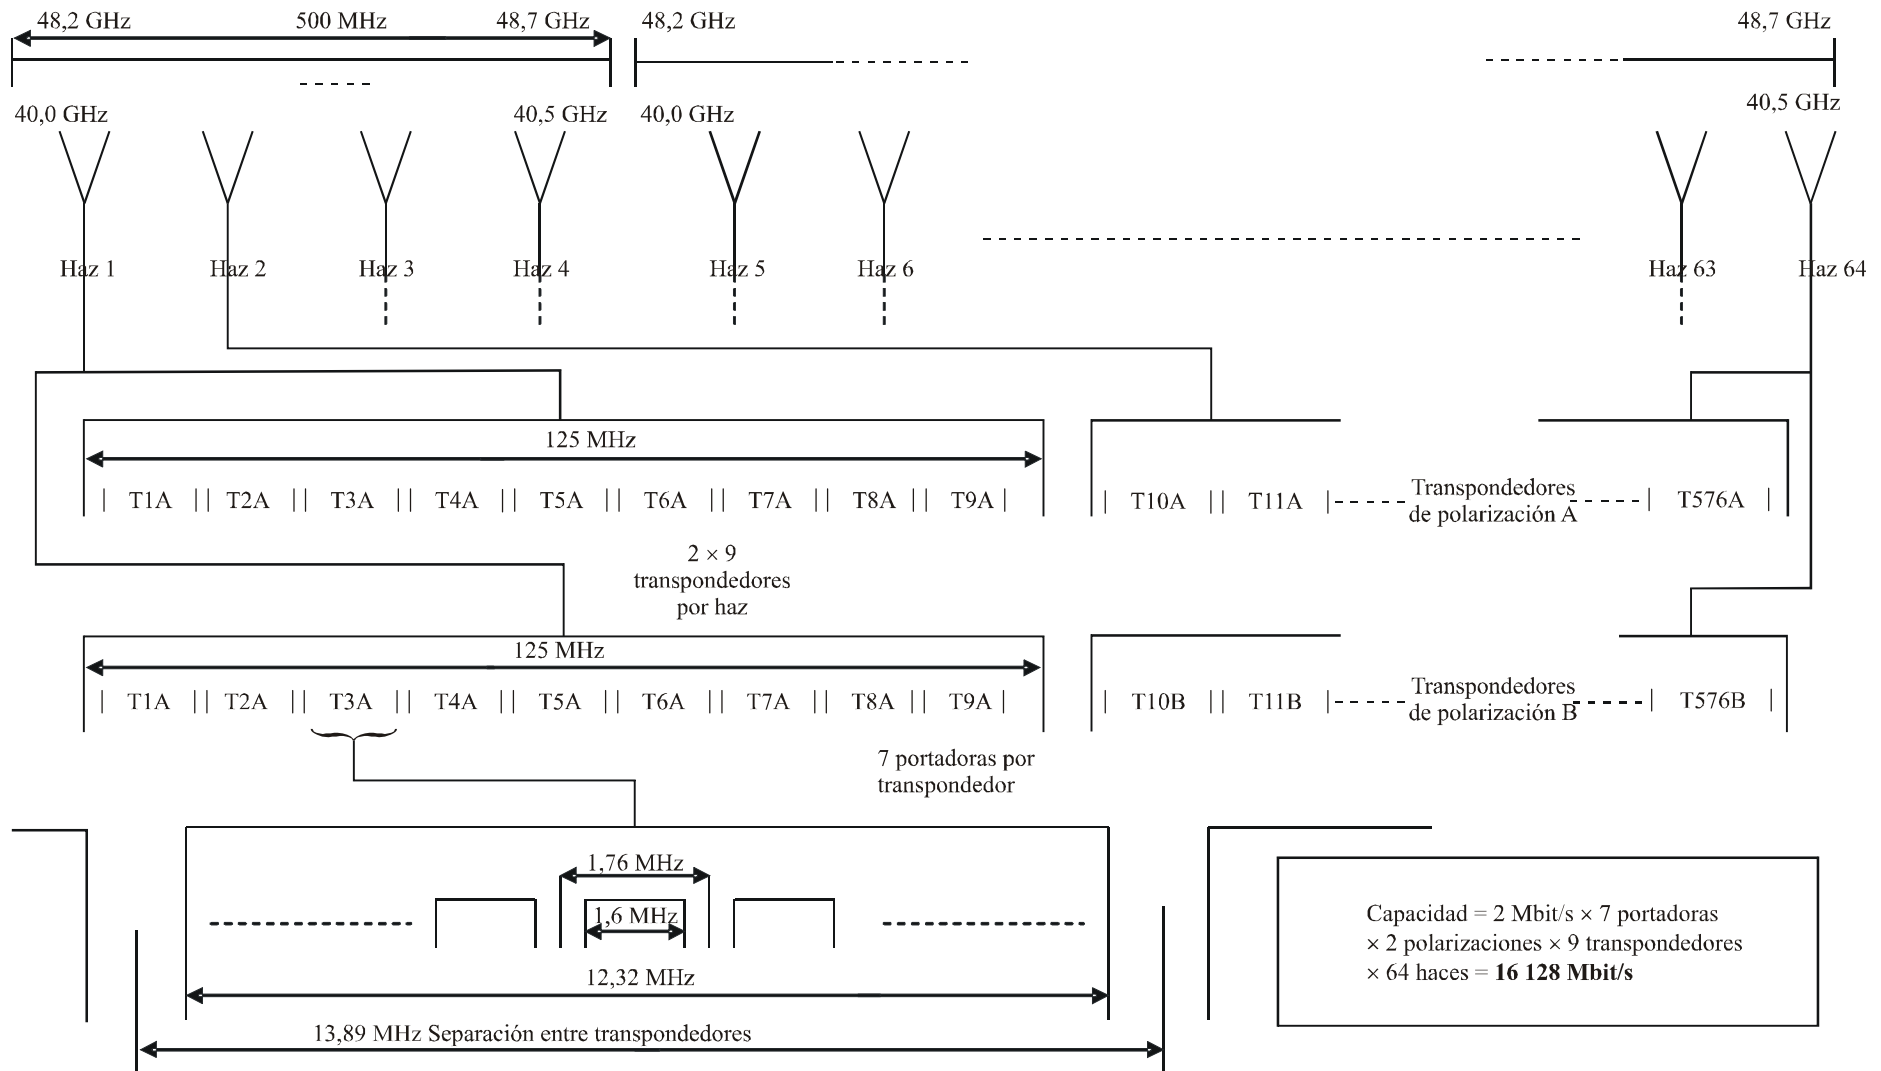 48,2 GHz 500 MHz 48,7 GHz 48,2 GHz 48,7 GHz
40,0 GHz 40,5 GHz 40,0 GHz 40,5 GHz
Haz 1 Haz 2 Haz 3 Haz 4 Haz 5 Haz 6 Haz 63 Haz 64
125 MHz
T1A T2A T3A T4A T5A T6A T7A T8A T9A T10A T11A Transpondedores
de polarización A T576A
2 × 9
transpondedores
por haz
125 MHz
T1A T2A T3A T4A T5A T6A T7A T8A T9A T10B T11B Transpondedores
de polarización B T576B
7 portadoras por
transpondedor
1,76 MHz
1,6 MHz
12,32 MHz
13,89 MHz Separación entre transpondedores
Capacidad = 2 Mbit/s × 7 portadoras
× 2 polarizaciones × 9 transpondedores
× 64 haces = 16 128 Mbit/s